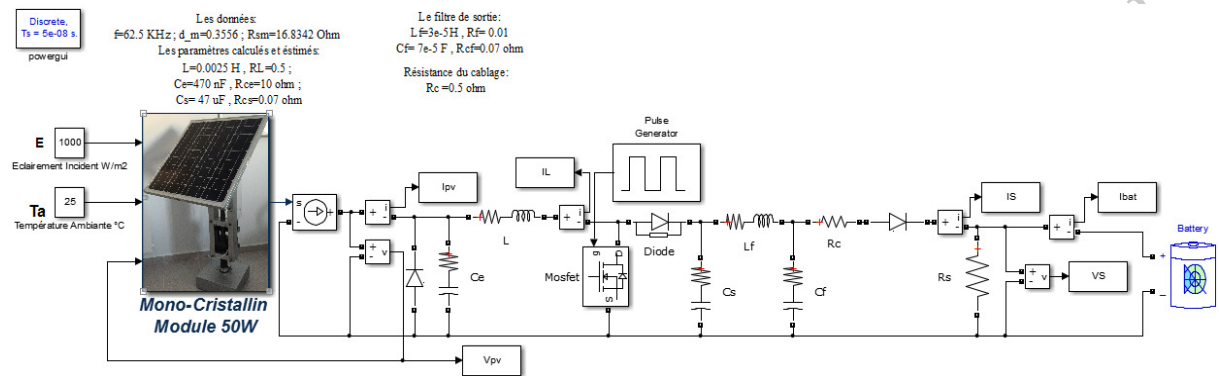 Discrete,
Ts = 5e-08 s.
powergui
Les données:
f=62.5 KHz ; d_m=0.3556 ; Rsm=16.8342 Ohm
Les paramètres calculés et éstimés:
L=0.0025 H , RL=0.5 ;
Ce=470 nF , Rce=10 ohm ;
Cs= 47 uF , Rcs=0.07 ohm
Le filtre de sortie:
Lf=3e-5H , Rf= 0.01
Cf= 7e-5 F , Rcf=0.07 ohm
Résistance du cablage:
Rc =0.5 ohm
E
1000
Eclairement Incident W/m2
Ta
25
Température Ambiante °C
Mono-Cristallin
Module 50W
s
-
+
-
i
Ipv
+
-
v
Vpv
Ce
L
IL
+
-
i
Pulse
Generator
Mosfet
g
D
S
Diode
Cs
Lf
Cf
Rc
+
-
i
IS
Rs
+
-
v
VS
+
-
i
Ibat
Battery
+
_